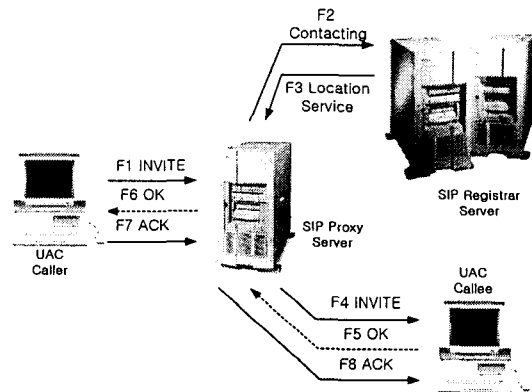 F2
Contacting
F3 Location
Service
SIP Registrar
Server
F1 INVITE
F6 OK
F7 ACK
UAC
Caller
SIP Proxy
Server
UAC
Callee
F4 INVITE
F5 OK
F8 ACK